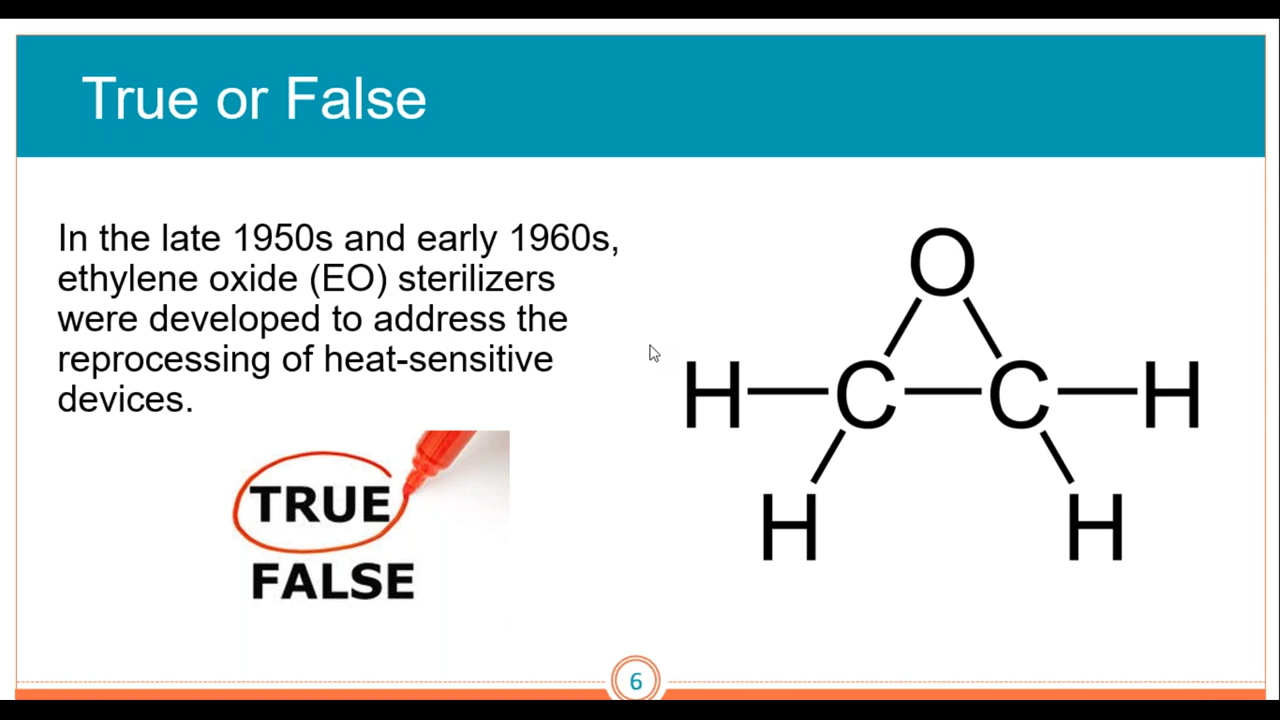 True or False
In the late 1950s and early 1960s,
ethylene oxide (EO) sterilizers
were developed to address the
reprocessing of heat-sensitive
devices.
TRUE
FALSE
O
H C C H
H H
6